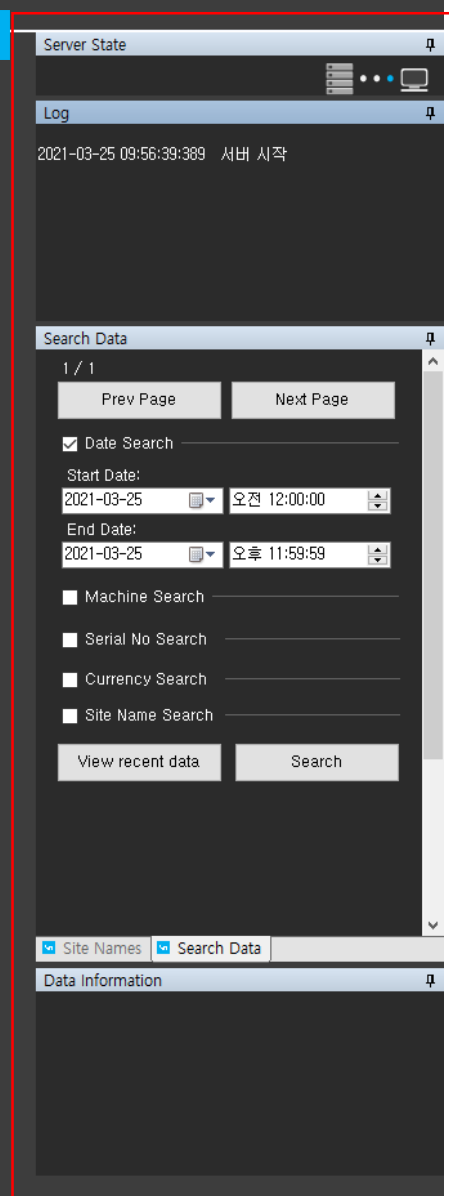 Server State
Log
2021-03-25 09:56:39:389 서버 시작
Search Data
1 / 1
Prev Page Next Page
Date Search
Start Date:
2021-03-25 오전 12:00:00
End Date:
2021-03-25 오후 11:59:59
Machine Search
Serial No Search
Currency Search
Site Name Search
View recent data Search
Site Names Search Data
Data Information